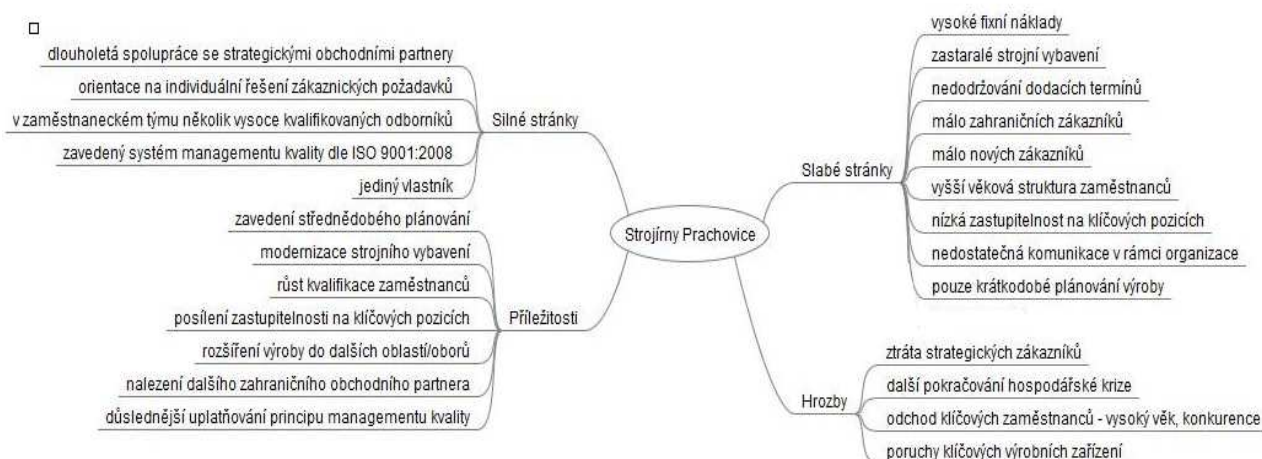 dlouholetá spolupráce se strategickými obchodními partnery
orientace na individuální řešení zákaznických požadavků
v zaměstnaneckém týmu několik vysoce kvalifikovaných odborníků
zavedený systém managementu kvality dle ISO 9001:2008
jediný vlastník
Silné stránky
zavedení střednědobého plánování
modernizace strojního vybavení
růst kvalifikace zaměstnanců
posílení zastupitelnosti na klíčových pozicích
rozšíření výroby do dalších oblastí/oborů
nalezení dalšího zahraničního obchodního partnera
důslednější uplatňování principu managementu kvality
Příležitosti
Strojírny Prachovice
Slabé stránky
vysoké fixní náklady
zastaralé strojní vybavení
nedodržování dodacích termínů
málo zahraničních zákazníků
málo nových zákazníků
vyšší věková struktura zaměstnanců
nízká zastupitelnost na klíčových pozicích
nedostatečná komunikace v rámci organizace
pouze krátkodobé plánování výroby
Hrozby
ztráta strategických zákazníků
další pokračování hospodářské krize
odchod klíčových zaměstnanců - vysoký věk, konkurence
poruchy klíčových výrobních zařízení